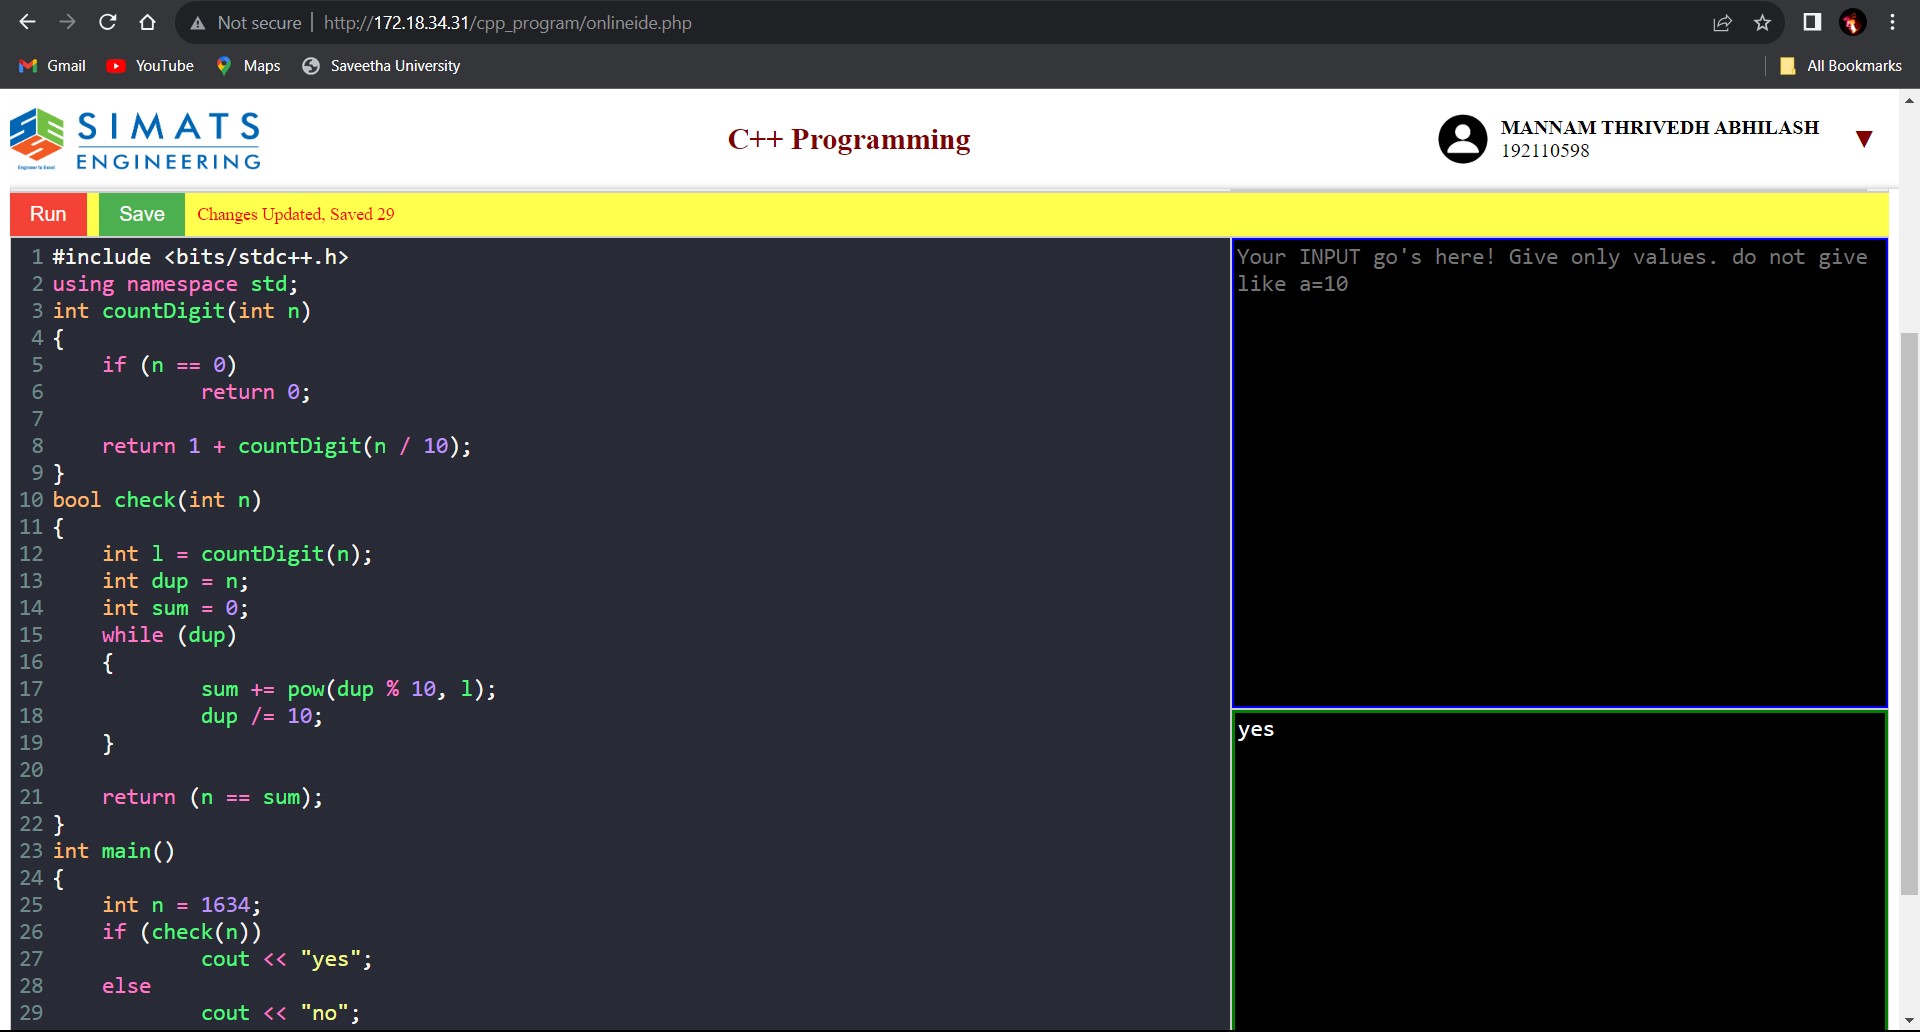 Not secure http://172.18.34.31/cpp_program/onlineide.php
Gmail YouTube Maps Saveetha University All Bookmarks
SIMATS
ENGINEERING
Engineer to Excel
C++ Programming
MANNAM THRIVEDH ABHILASH
192110598
Run Save Changes Updated, Saved 29
1 #include <bits/stdc++.h>
2 using namespace std;
3 int countDigit(int n)
4 {
5     if (n == 0)
6             return 0;
7
8     return 1 + countDigit(n / 10);
9 }
10 bool check(int n)
11 {
12     int l = countDigit(n);
13     int dup = n;
14     int sum = 0;
15     while (dup)
16     {
17             sum += pow(dup % 10, l);
18             dup /= 10;
19     }
20
21     return (n == sum);
22 }
23 int main()
24 {
25     int n = 1634;
26     if (check(n))
27             cout << "yes";
28     else
29             cout << "no";
Your INPUT go's here! Give only values. do not give
like a=10
yes